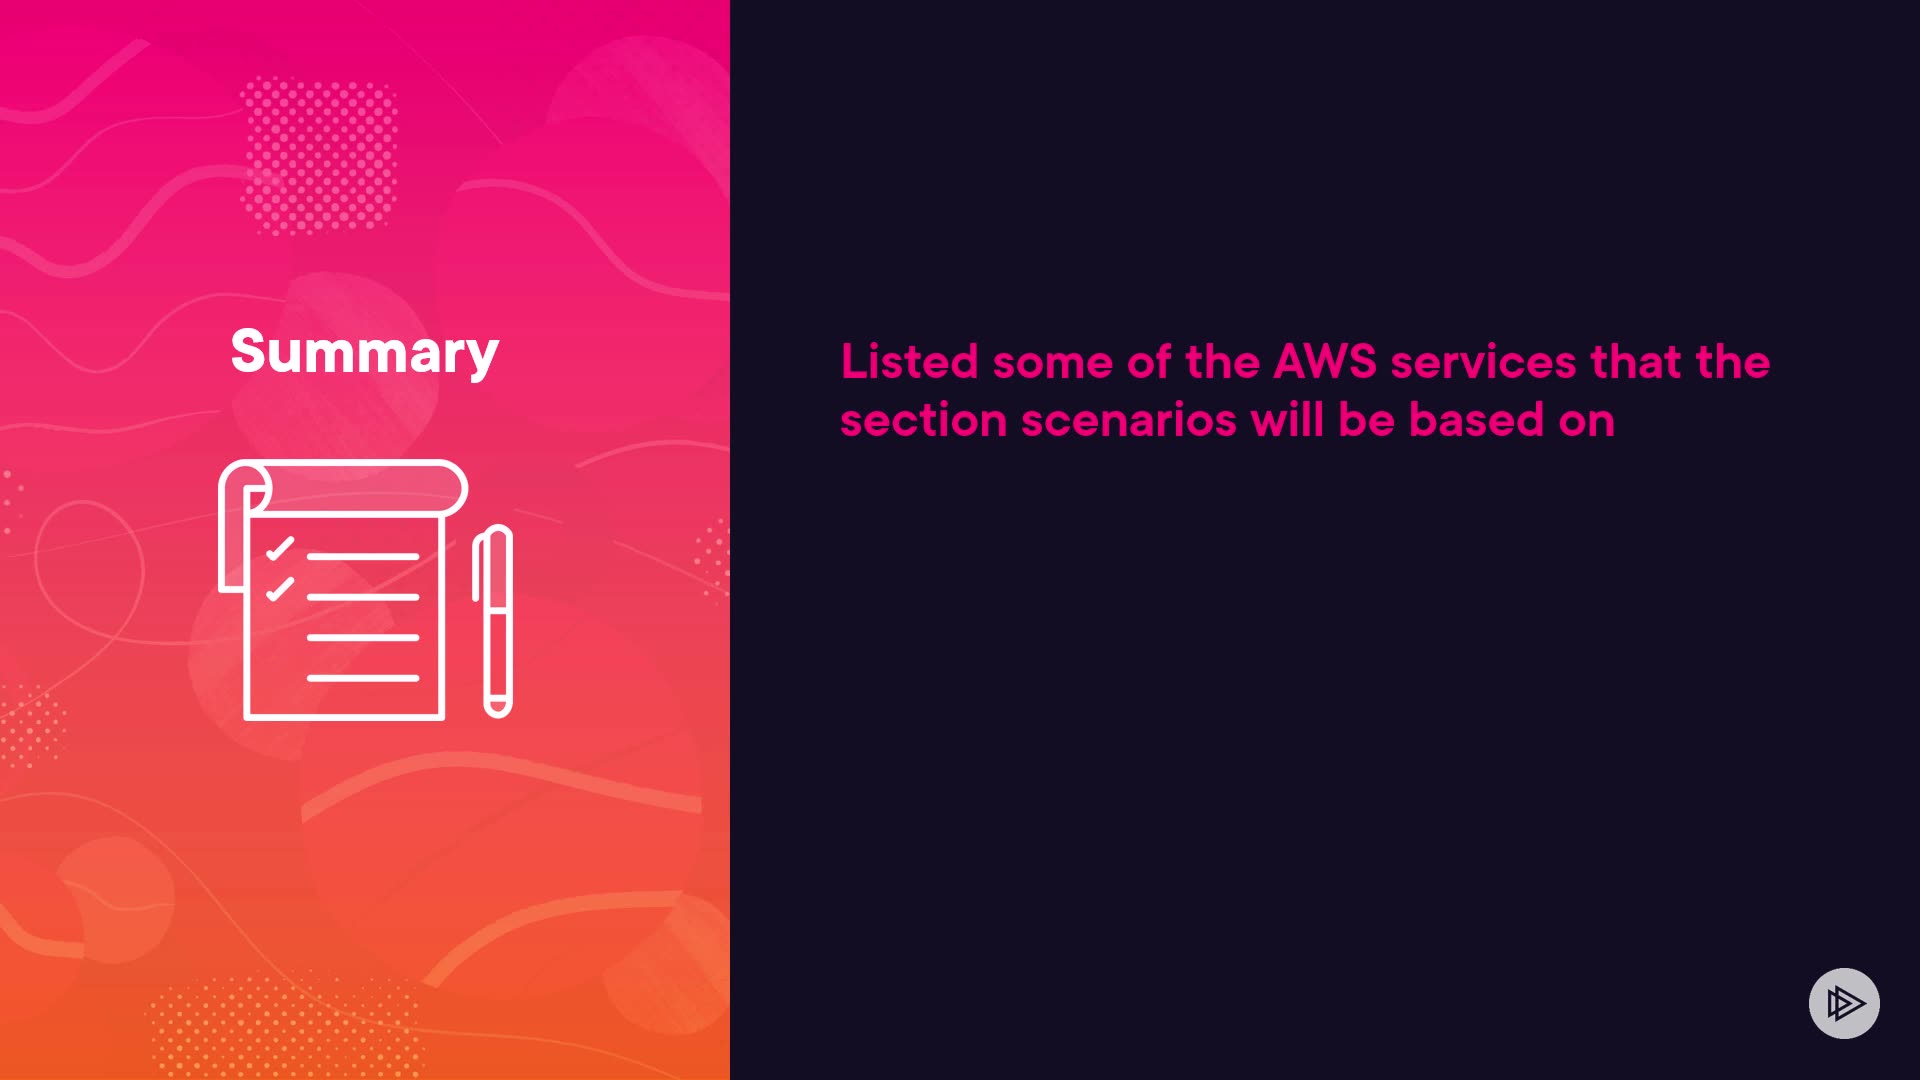 Summary
Listed some of the AWS services that the
section scenarios will be based on